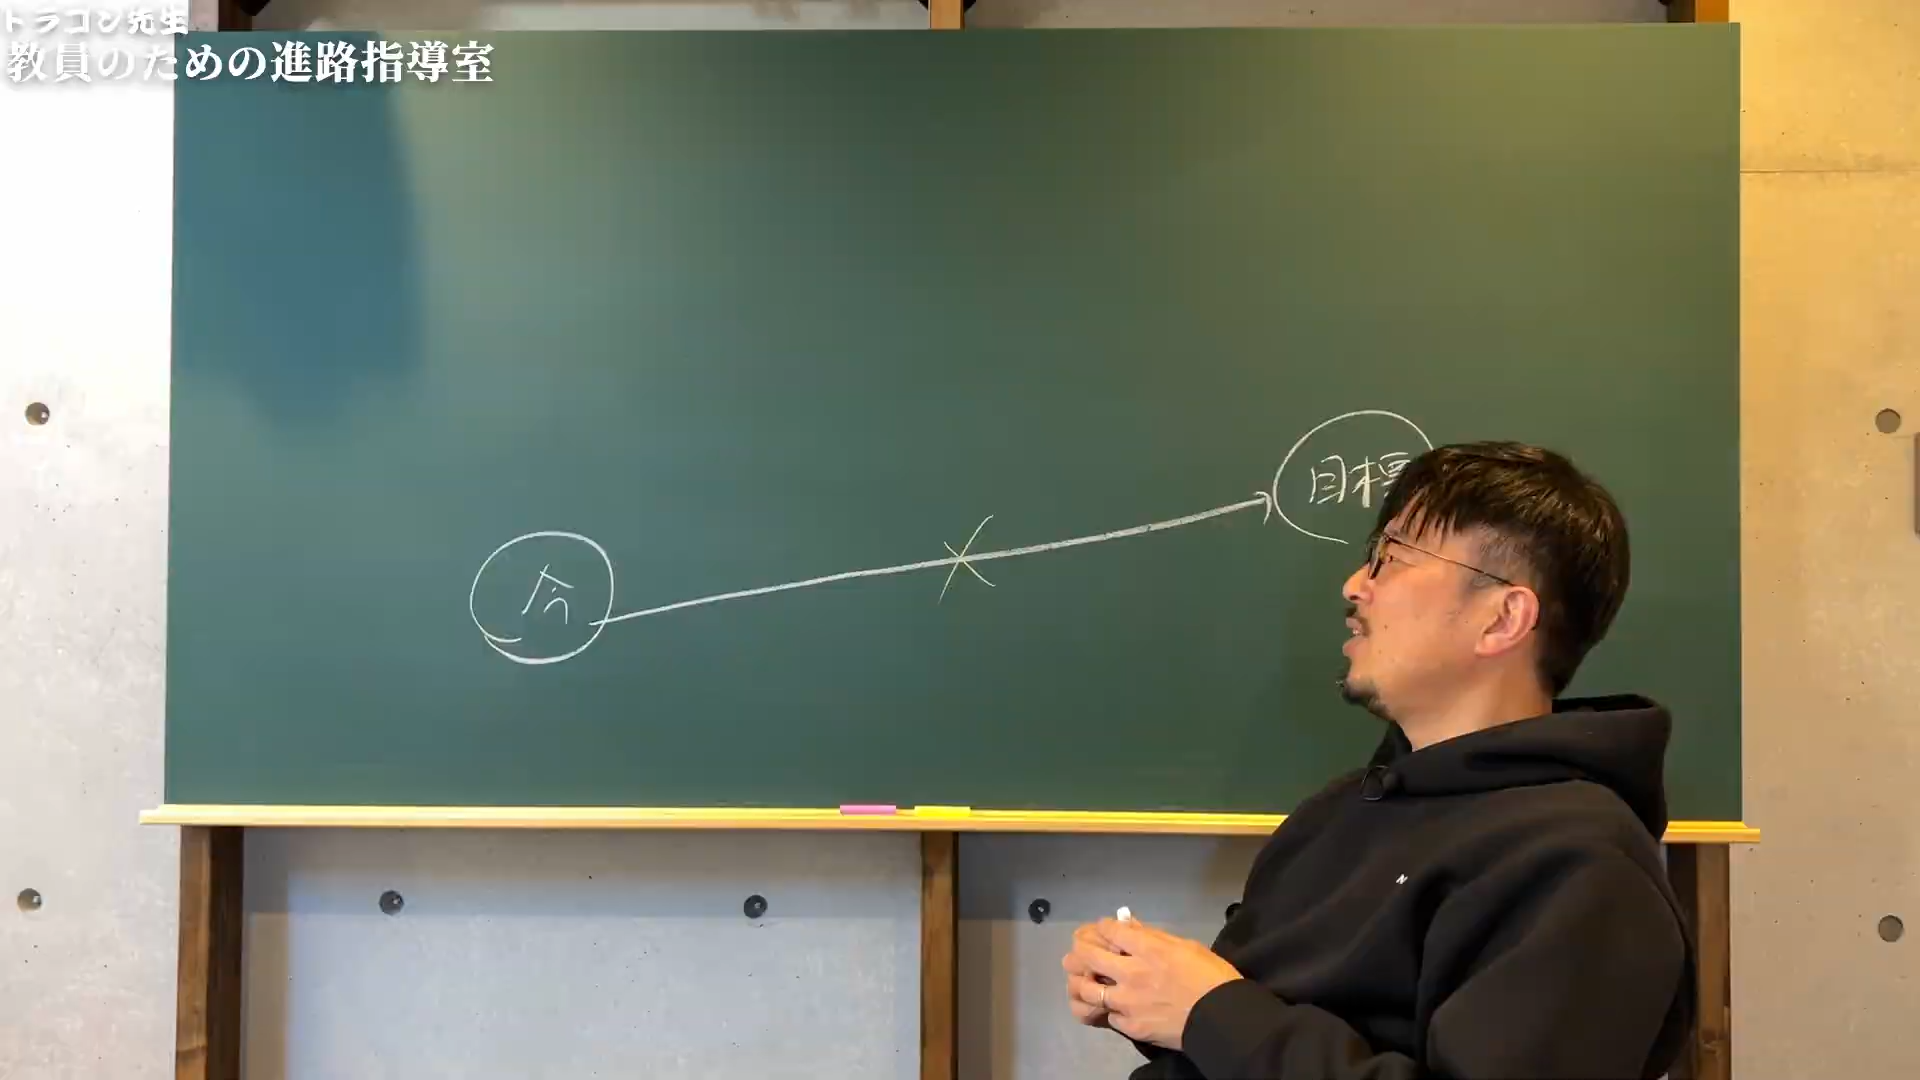 トラコン先生
教員のための進路指導室
目標
今
N